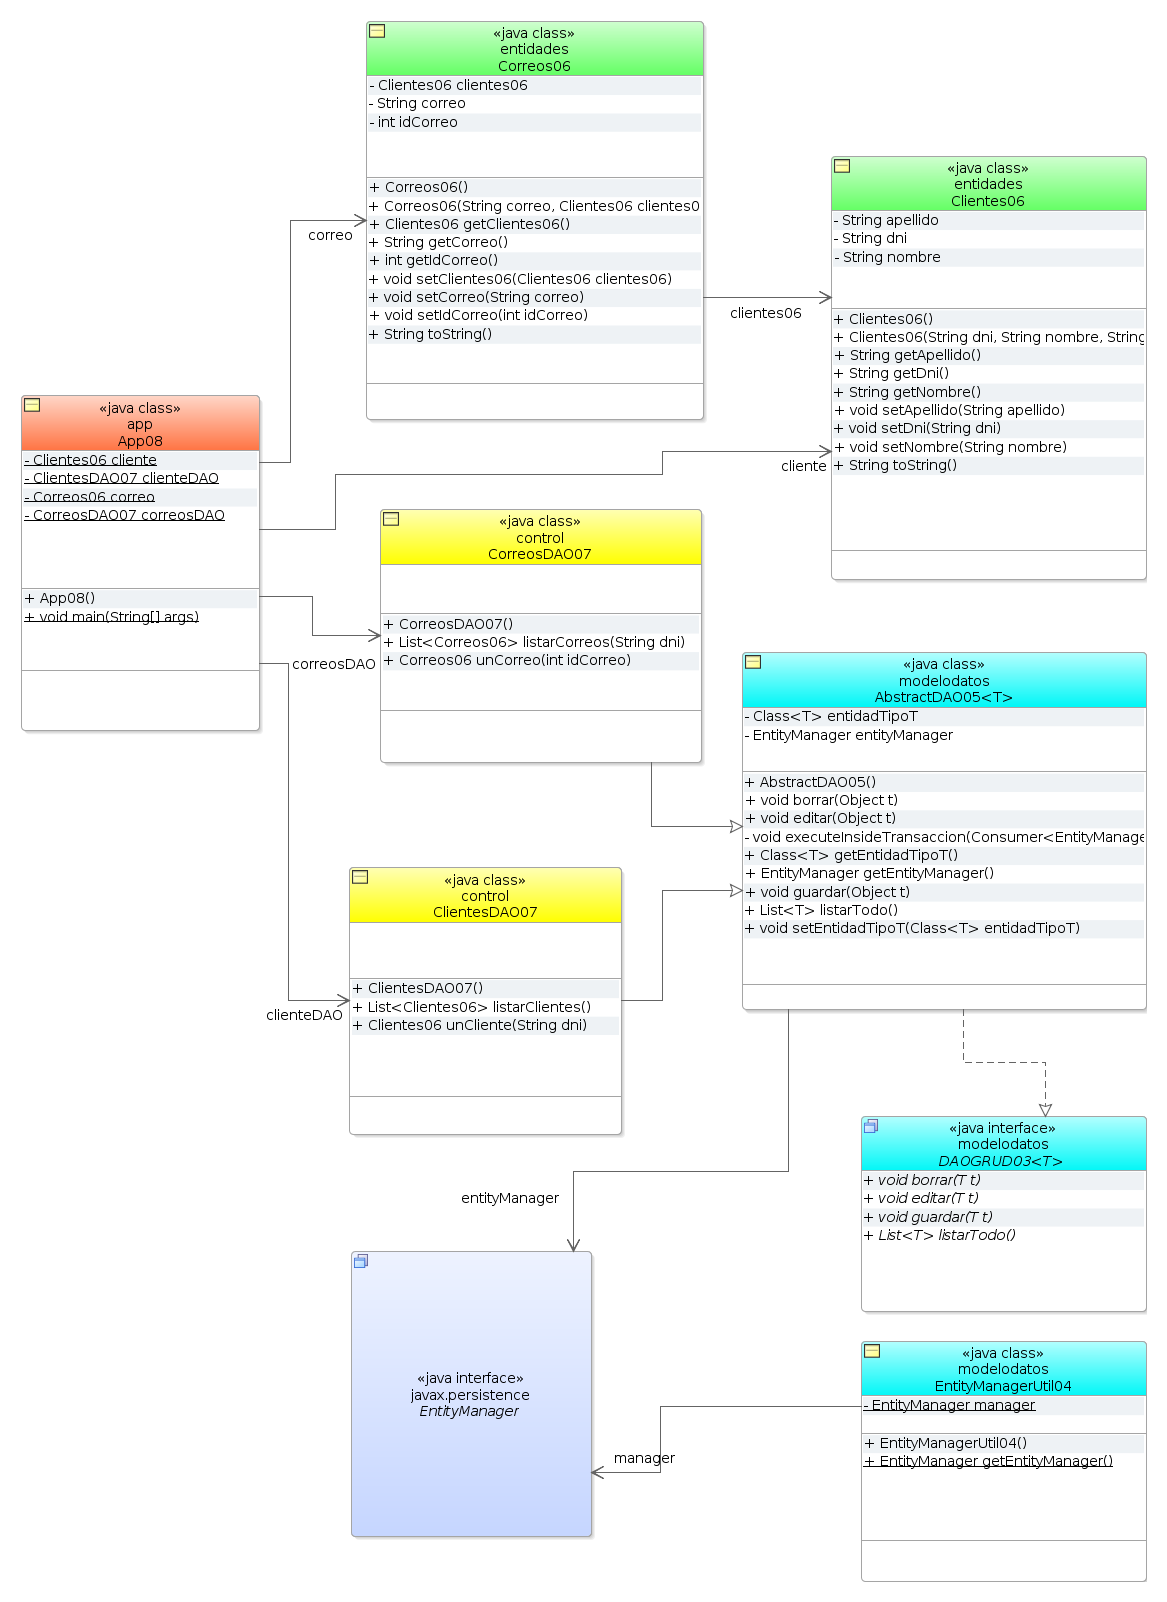 «java class»
entidades
Correos06
- Clientes06 clientes06
- String correo
- int idCorreo
+ Correos06()
+ Correos06(String correo, Clientes06 clientes0
+ Clientes06 getClientes06()
+ String getCorreo()
+ int getIdCorreo()
+ void setClientes06(Clientes06 clientes06)
+ void setCorreo(String correo)
+ void setIdCorreo(int idCorreo)
+ String toString()
correo
clientes06
«java class»
entidades
Clientes06
- String apellido
- String dni
- String nombre
+ Clientes06()
+ Clientes06(String dni, String nombre, String
+ String getApellido()
+ String getDni()
+ String getNombre()
+ void setApellido(String apellido)
+ void setDni(String dni)
+ void setNombre(String nombre)
+ String toString()
cliente
«java class»
app
App08
- Clientes06 cliente
- ClientesDAO07 clienteDAO
- Correos06 correo
- CorreosDAO07 correosDAO
+ App08()
+ void main(String[] args)
correosDAO
clienteDAO
«java class»
control
CorreosDAO07
+ CorreosDAO07()
+ List<Correos06> listarCorreos(String dni)
+ Correos06 unCorreo(int idCorreo)
«java class»
modelodatos
AbstractDAO05<T>
- Class<T> entidadTipoT
- EntityManager entityManager
+ AbstractDAO05()
+ void borrar(Object t)
+ void editar(Object t)
- void executeInsideTransaccion(Consumer<EntityManage
+ Class<T> getEntidadTipoT()
+ EntityManager getEntityManager()
+ void guardar(Object t)
+ List<T> listarTodo()
+ void setEntidadTipoT(Class<T> entidadTipoT)
«java class»
control
ClientesDAO07
+ ClientesDAO07()
+ List<Clientes06> listarClientes()
+ Clientes06 unCliente(String dni)
«java interface»
modelodatos
DAOGRUD03<T>
+ void borrar(T t)
+ void editar(T t)
+ void guardar(T t)
+ List<T> listarTodo()
entityManager
«java interface»
javax.persistence
EntityManager
«java class»
modelodatos
EntityManagerUtil04
- EntityManager manager
+ EntityManagerUtil04()
+ EntityManager getEntityManager()
manager